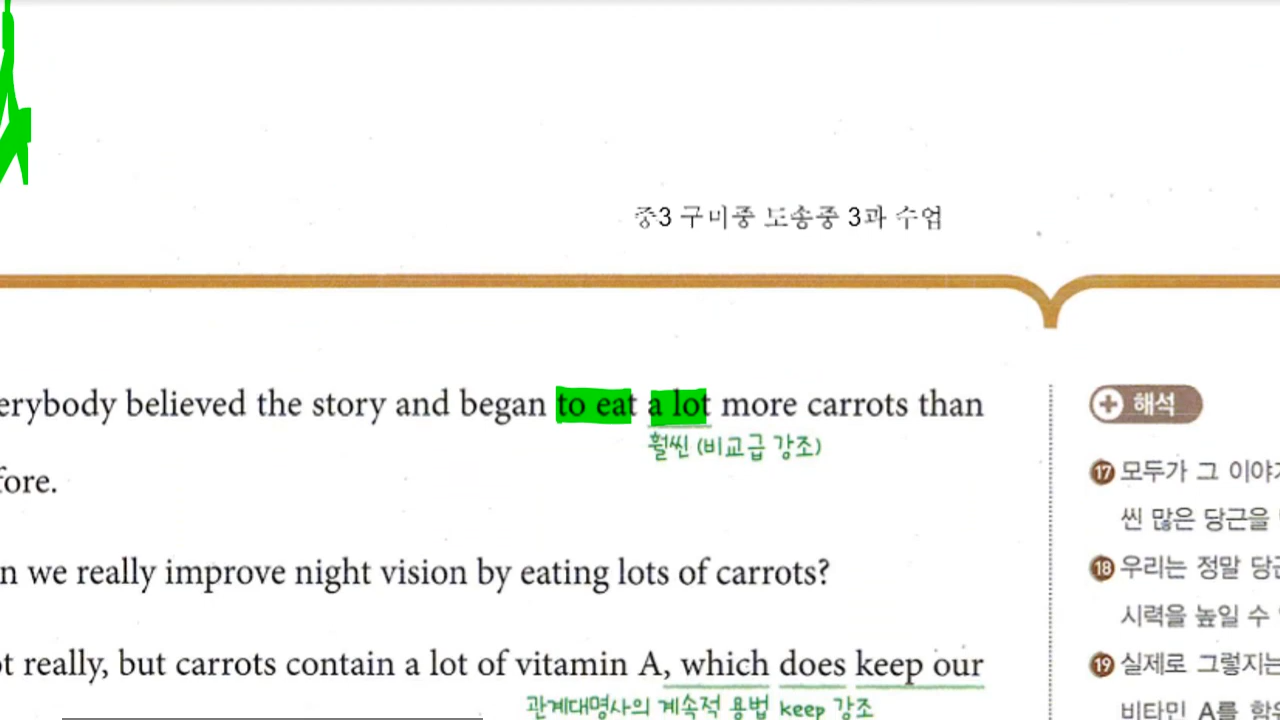 중3 구미중 도송중 3과 수업
erybody believed the story and began to eat a lot more carrots than
훨씬 (비교급 강조)
fore.
n we really improve night vision by eating lots of carrots?
ot really, but carrots contain a lot of vitamin A, which does keep our
관계대명사의 계속적 용법 keep 강조
해석
17 모두가 그 이야기
씬 많은 당근을
18 우리는 정말 당근
시력을 높일 수
19 실제로 그렇지는
비타민 A를 함유